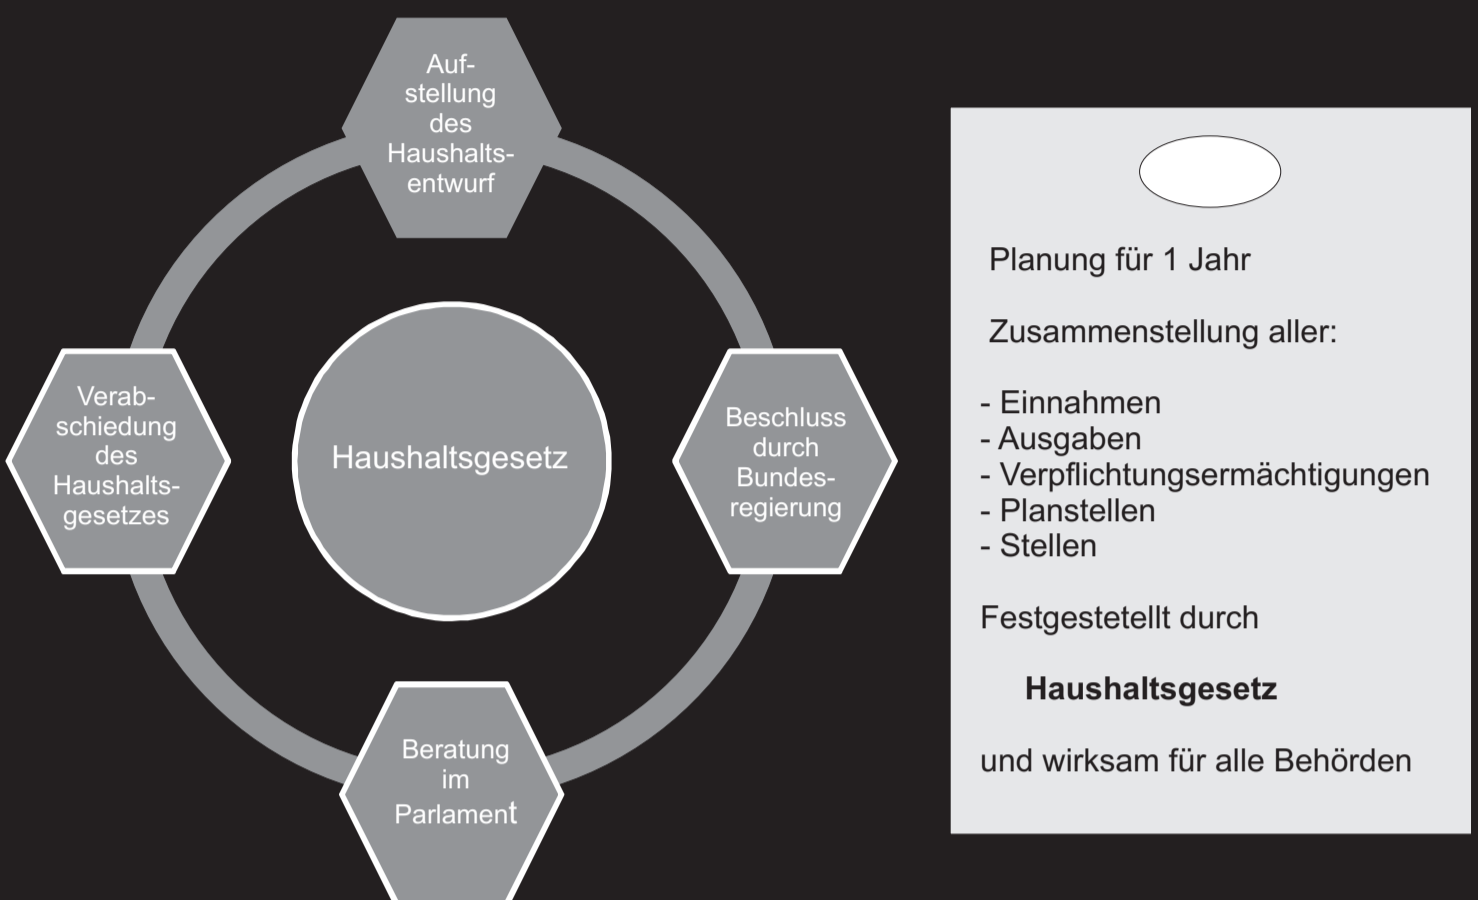 Auf-
stellung
des
Haushalts-
entwurf
Verab-
schiedung
des
Haushalts-
gesetzes
Haushaltsgesetz
Beschluss
durch
Bundes-
regierung
Beratung
im
Parlament
Planung für 1 Jahr
Zusammenstellung aller:
- Einnahmen
- Ausgaben
- Verpflichtungsermächtigungen
- Planstellen
- Stellen
Festgestetellt durch
Haushaltsgesetz
und wirksam für alle Behörden